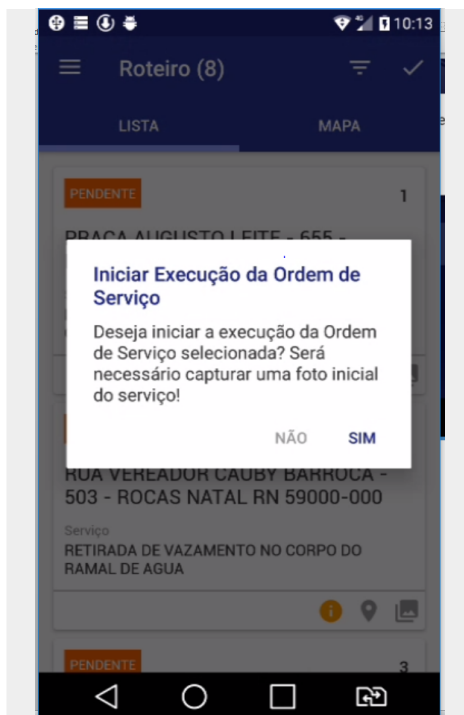 10:13
Roteiro (8)
LISTA
MAPA
PENDENTE
1
PRAÇA AUGUSTO LEITE - 655 -
Iniciar Execução da Ordem de
Serviço
Deseja iniciar a execução da Ordem
de Serviço selecionada? Será
necessário capturar uma foto inicial
do serviço!
NÃO
SIM
RUA VEREADOR CAUBY BARROCA -
503 - ROCAS NATAL RN 59000-000
Serviço
RETIRADA DE VAZAMENTO NO CORPO DO
RAMAL DE AGUA
PENDENTE
3